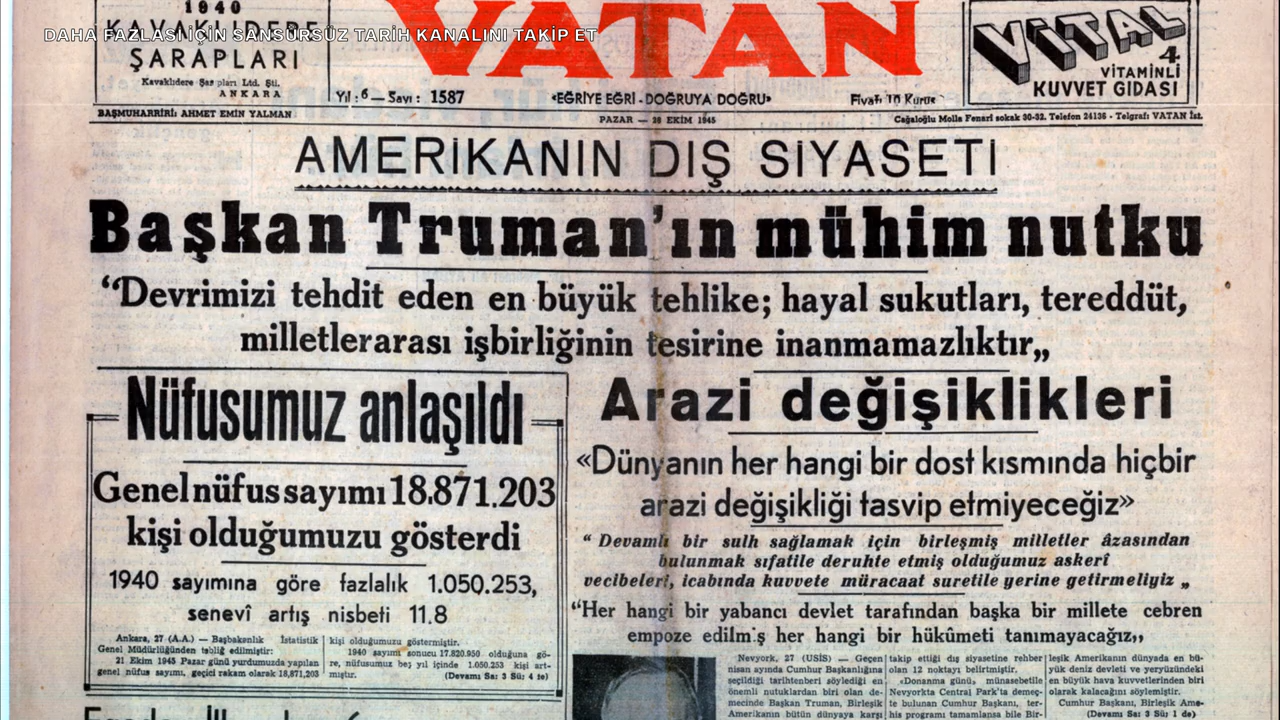 DAHA FAZLASI İÇİN SANSÜRSÜZ TARİH KANALINI TAKİP ET
1940
KAVAKLIDERE
ŞARAPLARI
Kavaklıdere Şarapları Ltd. Şti.
ANKARA
VATAN
Yıl: 6 — Sayı: 1587
«EĞRİYE EĞRİ - DOĞRUYA DOĞRU»
Fiyatı 10 Kuruş
VİTAL
4
VİTAMİNLİ
KUVVET GIDASI
BAŞMUHARRİRİ: AHMET EMİN YALMAN
PAZAR — 28 EKİM 1945
Cağaloğlu Molla Fenari sokak 30-32. Telefon 24136 - Telgraf: VATAN İst.
AMERİKANIN DIŞ SİYASETİ
Başkan Truman'ın mühim nutku
“Devrimizi tehdit eden en büyük tehlike; hayal sukutları, tereddüt,
milletlerarası işbirliğinin tesirine inanmamazlıktır„
Nüfusumuz anlaşıldı
Genel nüfus sayımı 18.871.203
kişi olduğumuzu gösterdi
1940 sayımına göre fazlalık 1.050.253,
senevî artış nisbeti 11.8
Ankara, 27 (A.A.) — Başbakanlık İstatistik
Genel Müdürlüğünden tebliğ edilmiştir:
21 Ekim 1945 Pazar günü yurdumuzda yapılan
genel nüfus sayımı, geçici rakam olarak 18,871,203
kişi olduğumuzu göstermiştir.
1940 sayımı sonucu 17.820.950 olduğuna gö-
re, nüfusumuz beş yıl içinde 1.050.253 kişi art-
mıştır. (Devamı Sa: 3 Sü: 4 te)
Arazi değişiklikleri
«Dünyanın her hangi bir dost kısmında hiçbir
arazi değişikliği tasvip etmiyeceğiz»
“ Devamlı bir sulh sağlamak için birleşmiş milletler âzasından
bulunmak sıfatile deruhte etmiş olduğumuz askerî
vecibeleri, icabında kuvvete müracaat suretile yerine getirmeliyiz „
“Her hangi bir yabancı devlet tarafından başka bir millete cebren
empoze edilmiş her hangi bir hükûmeti tanımayacağız„
Nevyork, 27 (USİS) — Geçen
nisan ayında Cumhur Başkanlığına
seçildiği tarihtenberi söylediği en
önemli nutuklardan biri olan de-
mecinde Başkan Truman, Birleşik
Amerikanın bütün dünyaya karşı
takip ettiği dış siyasetine rehber
olan 12 noktayı belirtmiştir.
«Donanma günü» münasebetile
Nevyorkta Central Park'ta demeç-
te bulunan Cumhur Başkanı, ter-
his programı tamamlansa bile Bir-
leşik Amerikanın dünyada en bü-
yük deniz devleti ve yeryüzündeki
en büyük hava kuvvetlerinden biri
olarak kalacağını söylemiştir.
Cumhur Başkanı, Birleşik Ame-
(Devamı Sa: 3 Sü: 1 de)